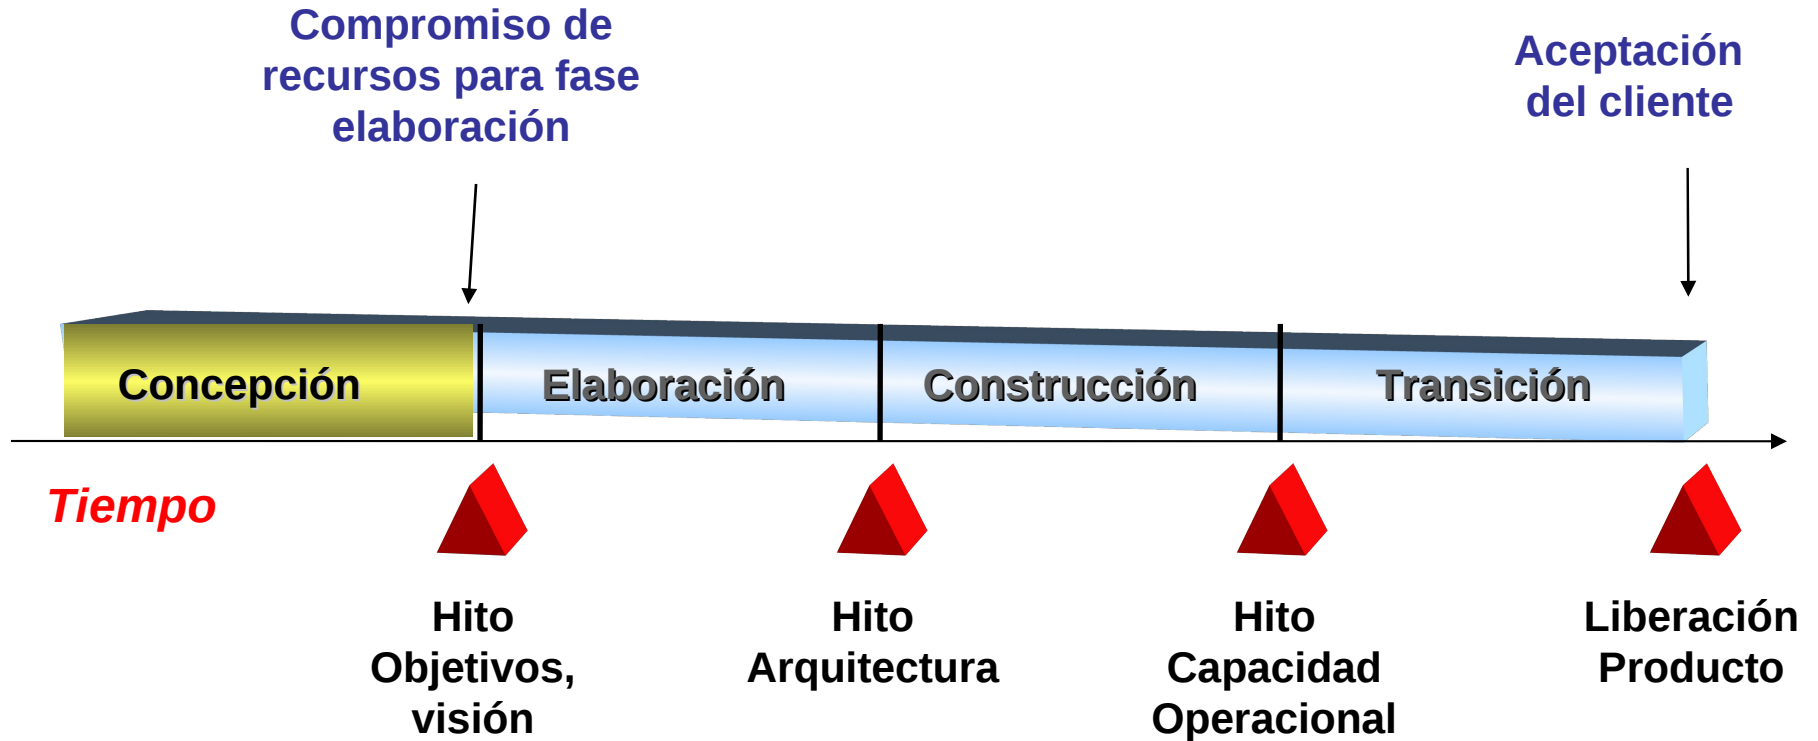 Compromiso de
recursos para fase
elaboración
Aceptación
del cliente
Concepción
Elaboración
Construcción
Transición
Tiempo
Hito
Objetivos,
visión
Hito
Arquitectura
Hito
Capacidad
Operacional
Liberación
Producto